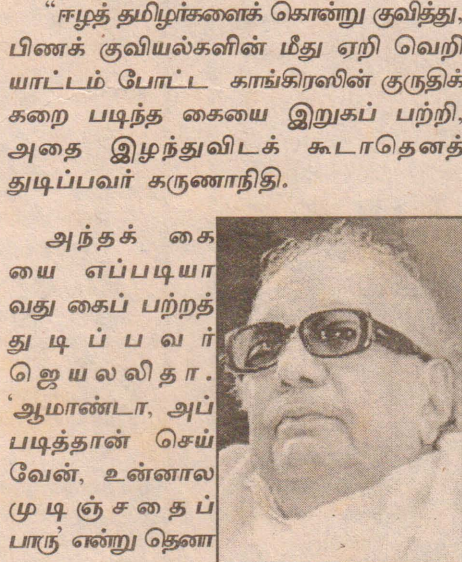 “ஈழத் தமிழர்களைக் கொன்று குவித்து,
பிணக் குவியல்களின் மீது ஏறி வெறி
யாட்டம் போட்ட காங்கிரஸின் குருதிக்
கறை படிந்த கையை இறுகப் பற்றி,
அதை இழந்துவிடக் கூடாதெனத்
துடிப்பவர் கருணாநிதி.
அந்தக் கை
யை எப்படியா
வது கைப் பற்றத்
துடிப்பவர்
ஜெயலலிதா.
‘ஆமாண்டா, அப்
படித்தான் செய்
வேன், உன்னால
முடிஞ்சதைப்
பாரு’ என்று தெனா